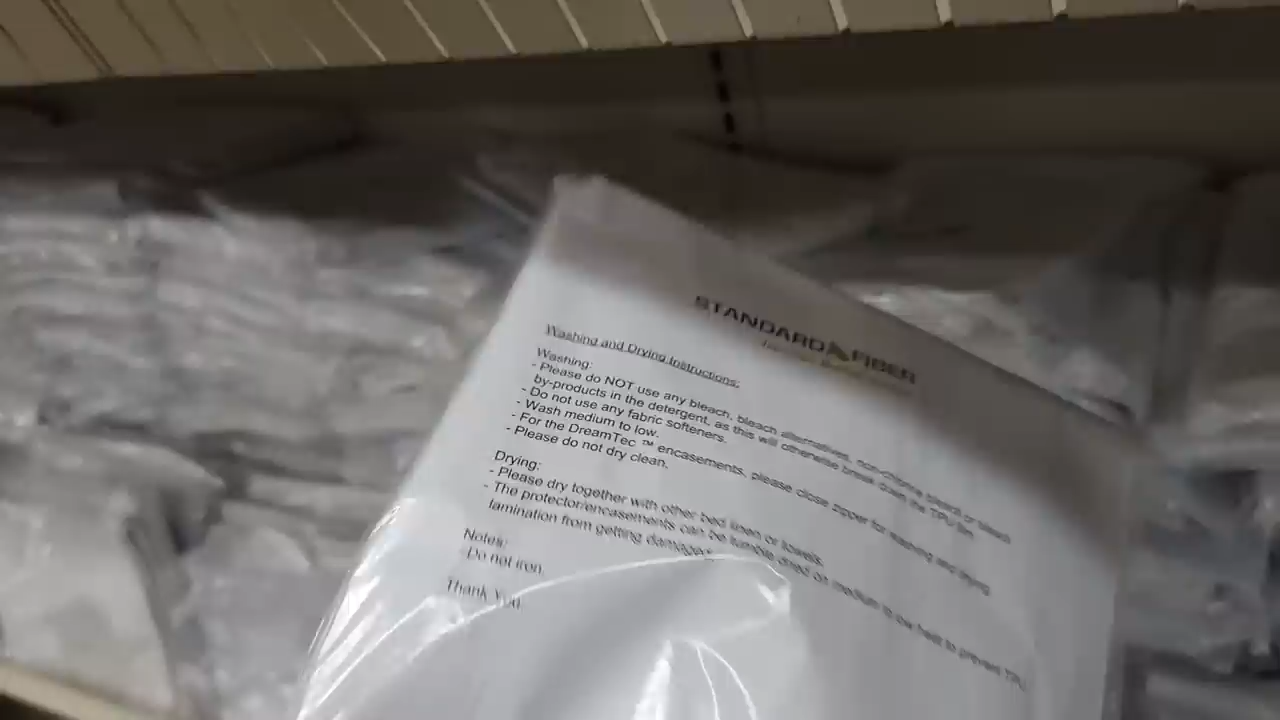 STANDARD FIBER
Washing and Drying Instructions:
Washing:
- Please do NOT use any bleach, bleach alternatives, non-chlorine bleach or bleach
by-products in the detergent, as this will otherwise break down the TPU film.
- Do not use any fabric softeners.
- Wash medium to low.
- For the DreamTec ™ encasements, please close zipper for washing and drying.
- Please do not dry clean.
Drying:
- Please dry together with other bed linen or towels.
- The protector/encasements can be tumble dried on medium to low heat to prevent TPU
lamination from getting damaged
Notes:
-Do not iron.
Thank You